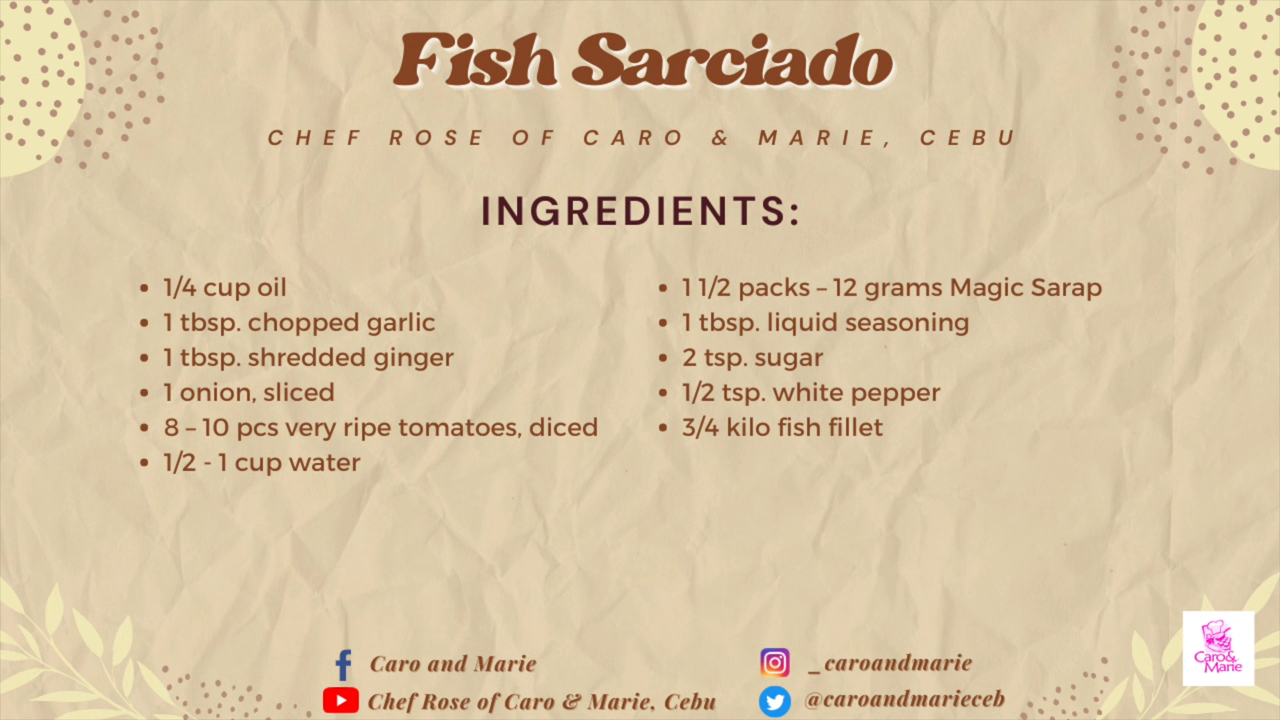 Fish Sarciado
CHEF ROSE OF CARO & MARIE, CEBU
INGREDIENTS:
• 1/4 cup oil
• 1 tbsp. chopped garlic
• 1 tbsp. shredded ginger
• 1 onion, sliced
• 8 – 10 pcs very ripe tomatoes, diced
• 1/2 - 1 cup water
• 1 1/2 packs – 12 grams Magic Sarap
• 1 tbsp. liquid seasoning
• 2 tsp. sugar
• 1/2 tsp. white pepper
• 3/4 kilo fish fillet
Caro and Marie
Chef Rose of Caro & Marie, Cebu
_caroandmarie
@caroandmarieceb
Caro&
Marie